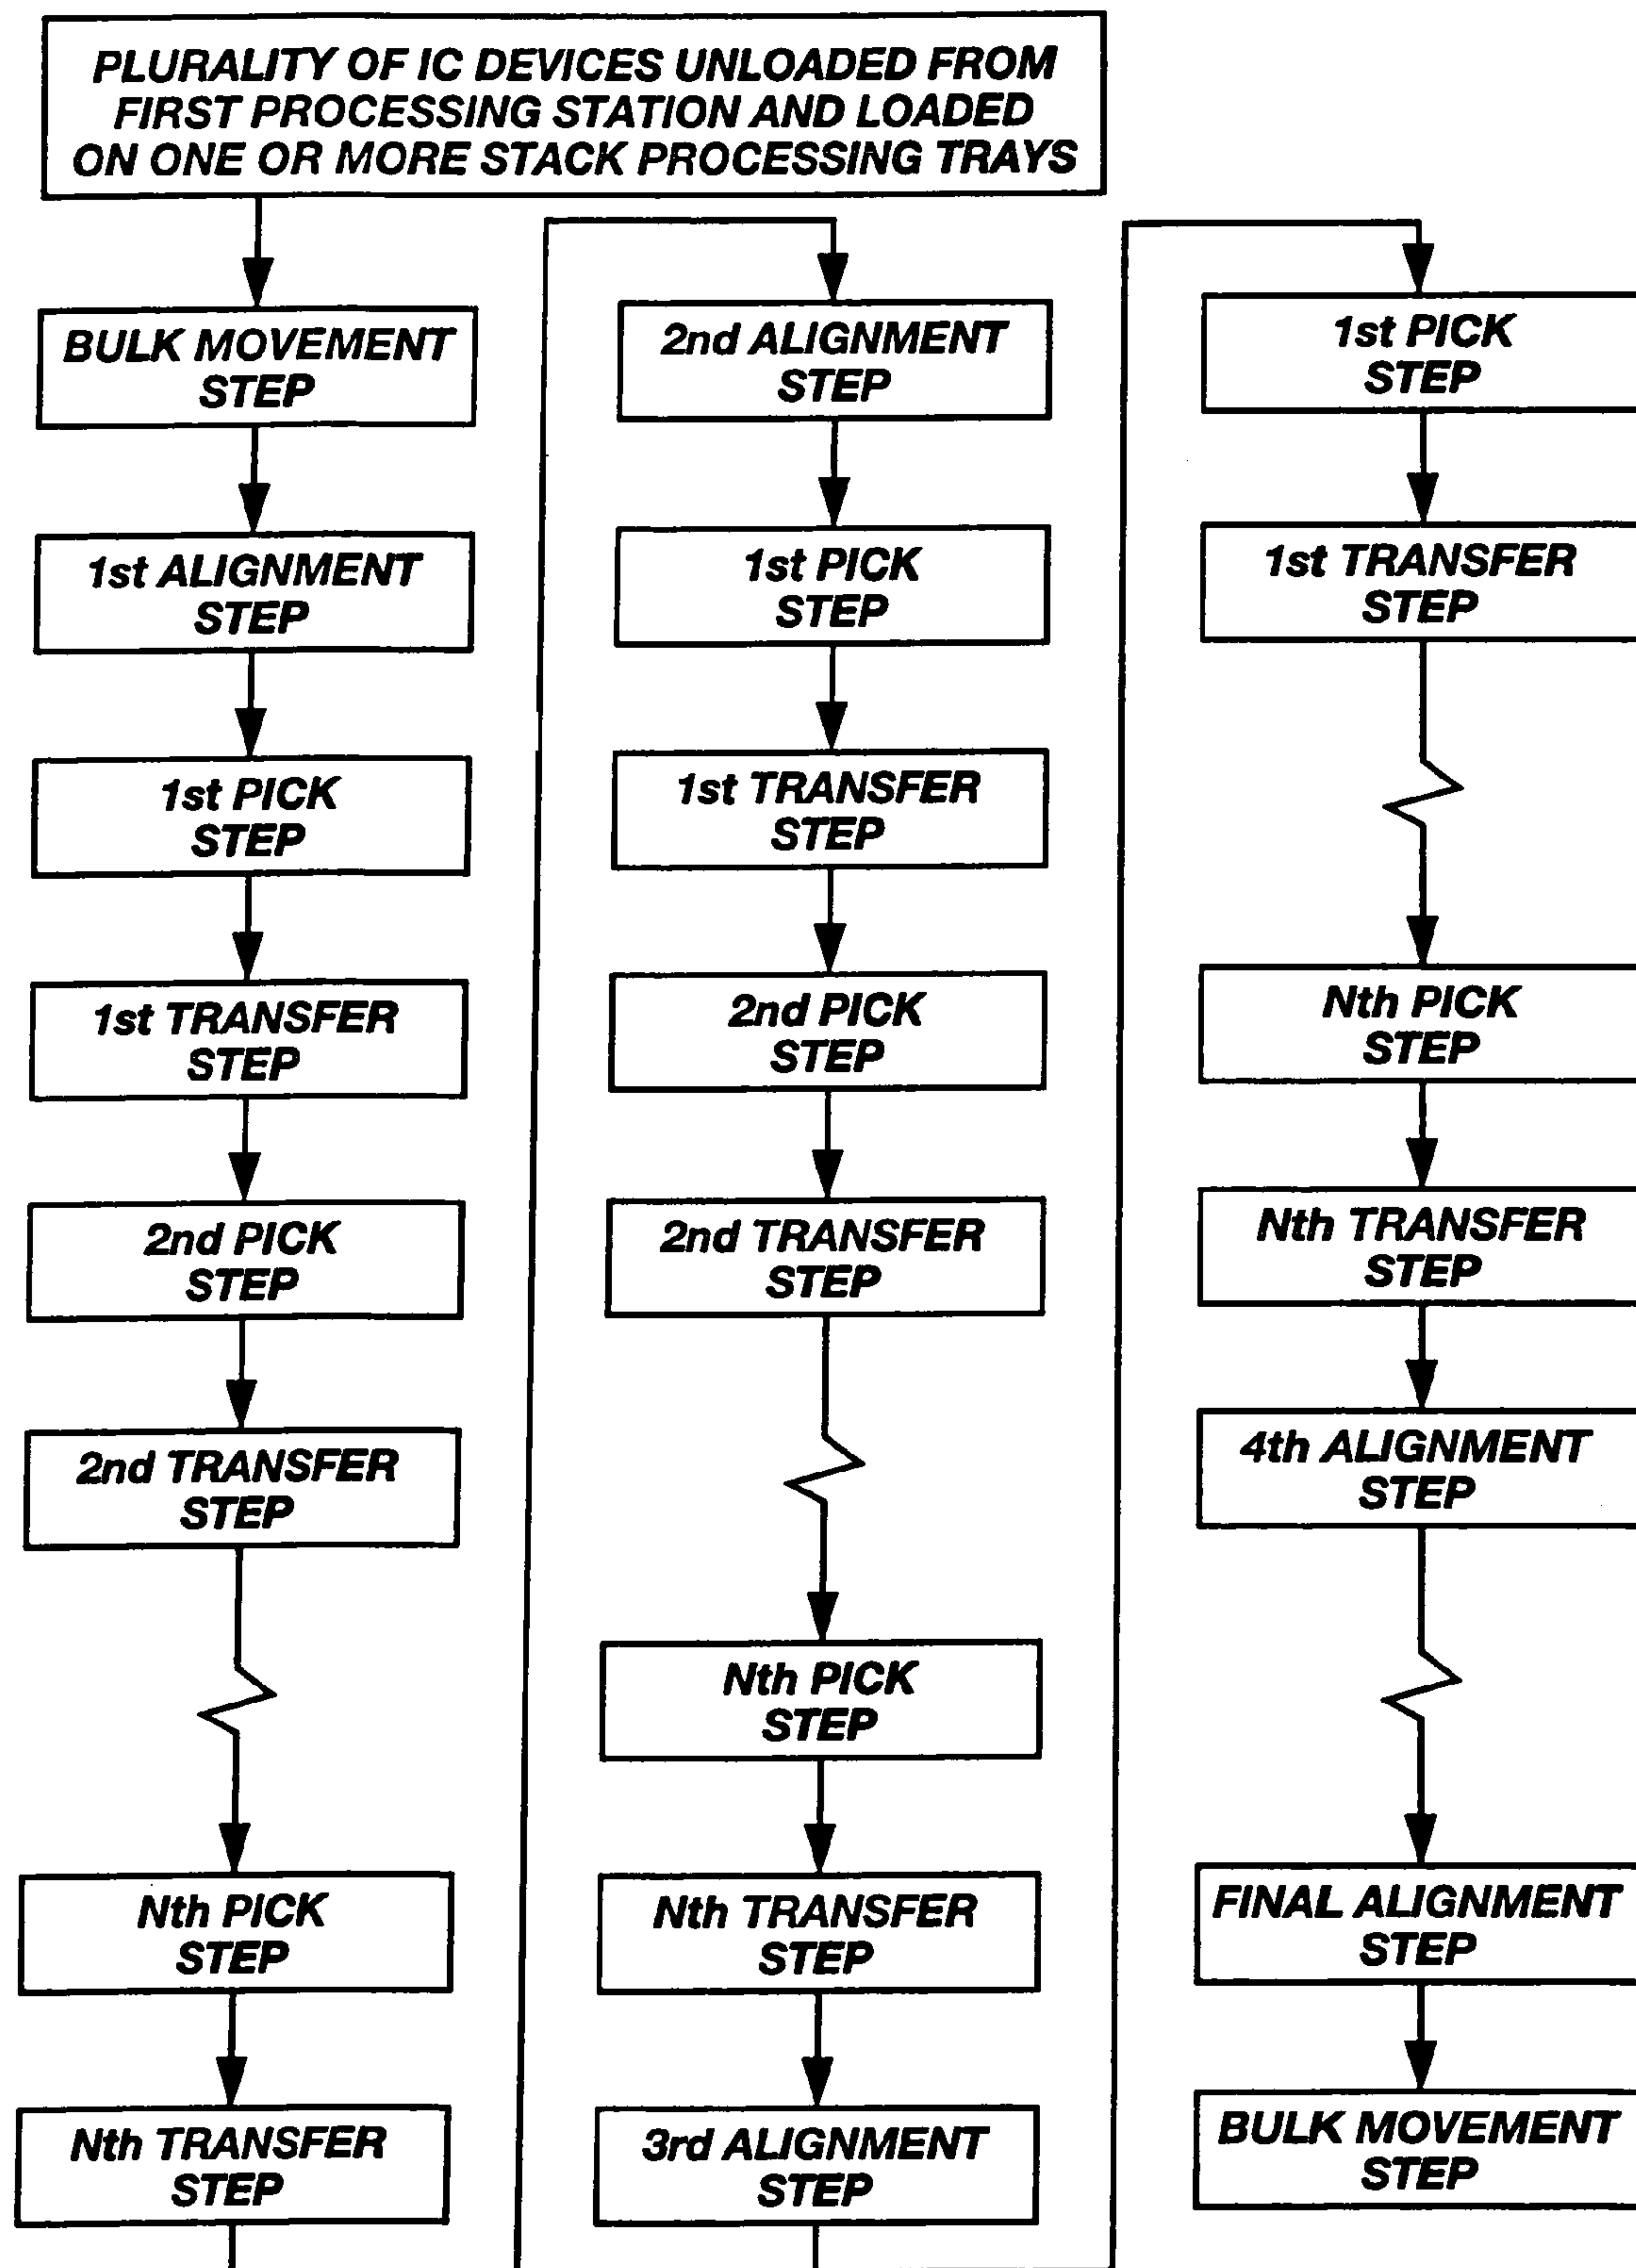 PLURALITY OF IC DEVICES UNLOADED FROM
FIRST PROCESSING STATION AND LOADED
ON ONE OR MORE STACK PROCESSING TRAYS
BULK MOVEMENT
STEP
1st ALIGNMENT
STEP
1st PICK
STEP
1st TRANSFER
STEP
2nd PICK
STEP
2nd TRANSFER
STEP
Nth PICK
STEP
Nth TRANSFER
STEP
2nd ALIGNMENT
STEP
1st PICK
STEP
1st TRANSFER
STEP
2nd PICK
STEP
2nd TRANSFER
STEP
Nth PICK
STEP
Nth TRANSFER
STEP
3rd ALIGNMENT
STEP
1st PICK
STEP
1st TRANSFER
STEP
Nth PICK
STEP
Nth TRANSFER
STEP
4th ALIGNMENT
STEP
FINAL ALIGNMENT
STEP
BULK MOVEMENT
STEP